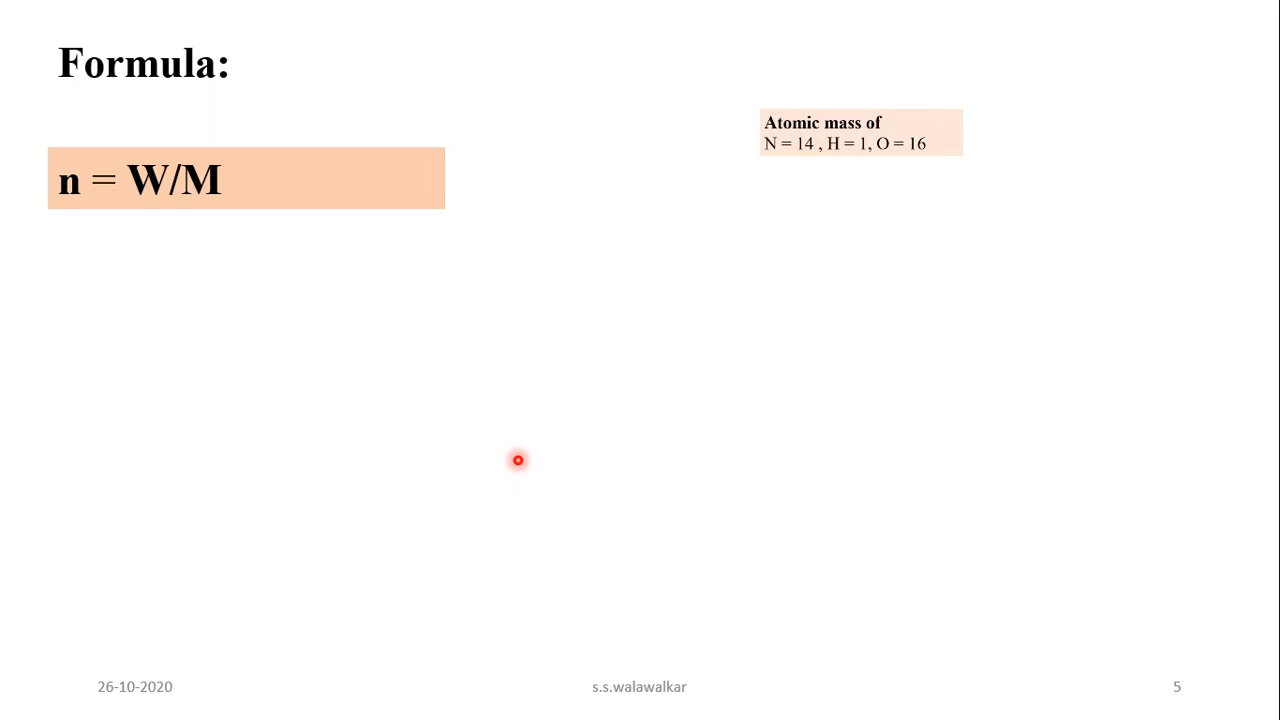 Formula:
Atomic mass of
N = 14 , H = 1, O = 16
n = W/M
26-10-2020
s.s.walawalkar
5